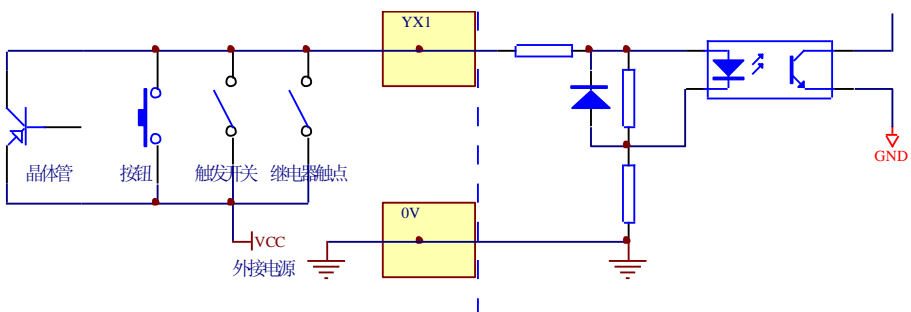 YX1
晶体管
按钮
触发开关
继电器触点
GND
0V
VCC
外接电源